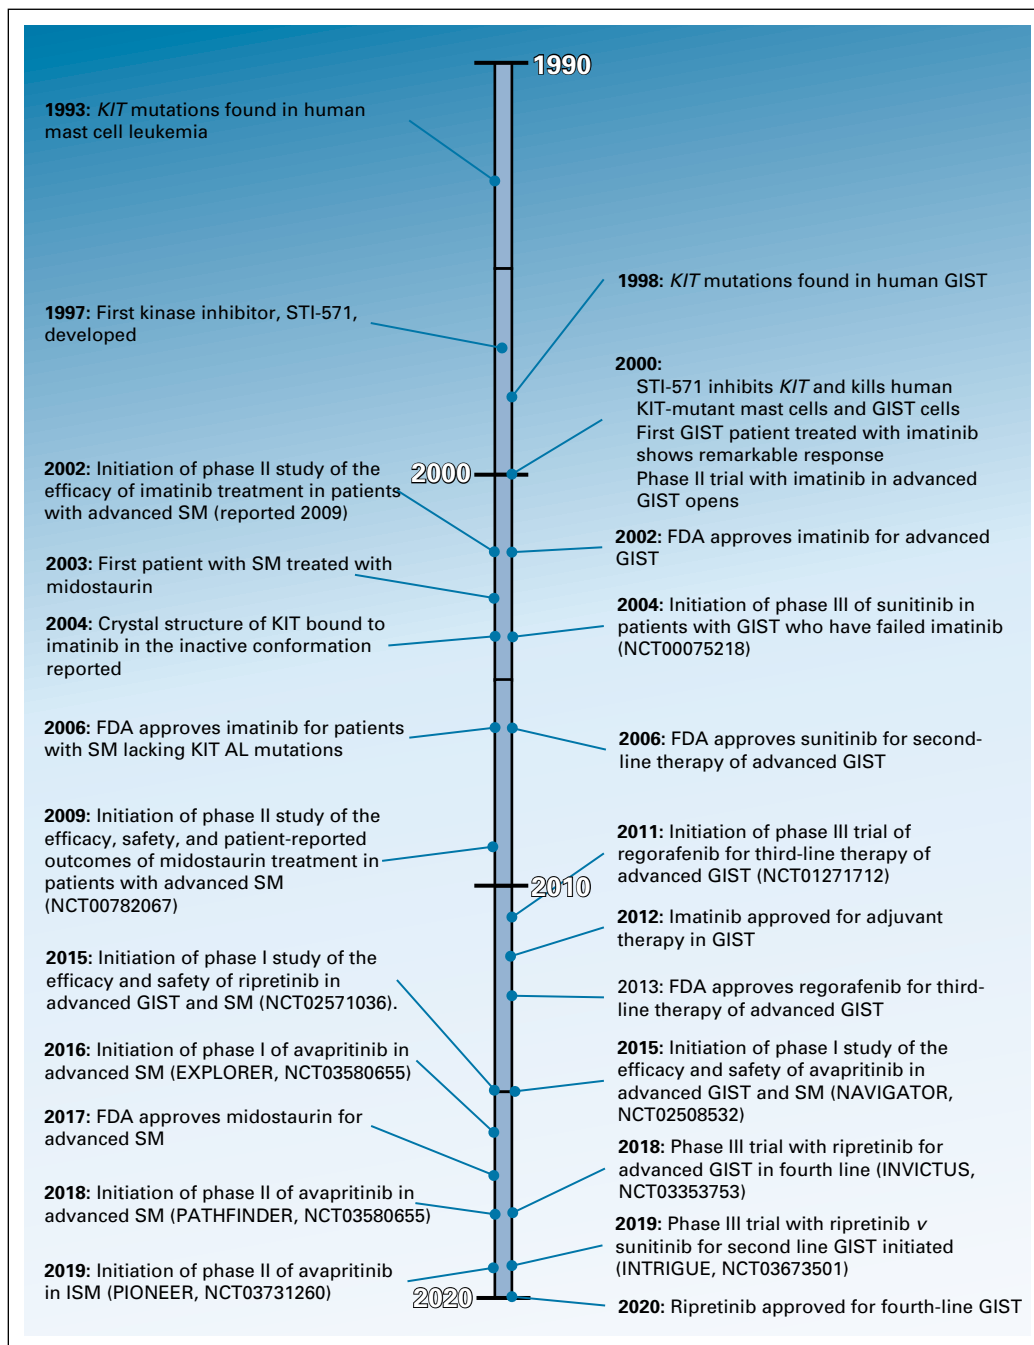 1990
1993: KIT mutations found in human
mast cell leukemia
1998: KIT mutations found in human GIST
1997: First kinase inhibitor, STI-571,
developed
2000:
STI-571 inhibits KIT and kills human
KIT-mutant mast cells and GIST cells
First GIST patient treated with imatinib
shows remarkable response
Phase II trial with imatinib in advanced
GIST opens
2000
2002: Initiation of phase II study of the
efficacy of imatinib treatment in patients
with advanced SM (reported 2009)
2002: FDA approves imatinib for advanced
GIST
2003: First patient with SM treated with
midostaurin
2004: Initiation of phase III of sunitinib in
patients with GIST who have failed imatinib
(NCT00075218)
2004: Crystal structure of KIT bound to
imatinib in the inactive conformation
reported
2006: FDA approves imatinib for patients
with SM lacking KIT AL mutations
2006: FDA approves sunitinib for second-
line therapy of advanced GIST
2009: Initiation of phase II study of the
efficacy, safety, and patient-reported
outcomes of midostaurin treatment in
patients with advanced SM
(NCT00782067)
2011: Initiation of phase III trial of
regorafenib for third-line therapy of
advanced GIST (NCT01271712)
2010
2012: Imatinib approved for adjuvant
therapy in GIST
2015: Initiation of phase I study of the
efficacy and safety of ripretinib in
advanced GIST and SM (NCT02571036).
2013: FDA approves regorafenib for third-
line therapy of advanced GIST
2016: Initiation of phase I of avapritinib in
advanced SM (EXPLORER, NCT03580655)
2015: Initiation of phase I study of the
efficacy and safety of avapritinib in
advanced GIST and SM (NAVIGATOR,
NCT02508532)
2017: FDA approves midostaurin for
advanced SM
2018: Phase III trial with ripretinib for
advanced GIST in fourth line (INVICTUS,
NCT03353753)
2018: Initiation of phase II of avapritinib in
advanced SM (PATHFINDER, NCT03580655)
2019: Phase III trial with ripretinib v
sunitinib for second line GIST initiated
(INTRIGUE, NCT03673501)
2019: Initiation of phase II of avapritinib
in ISM (PIONEER, NCT03731260)
2020
2020: Ripretinib approved for fourth-line GIST